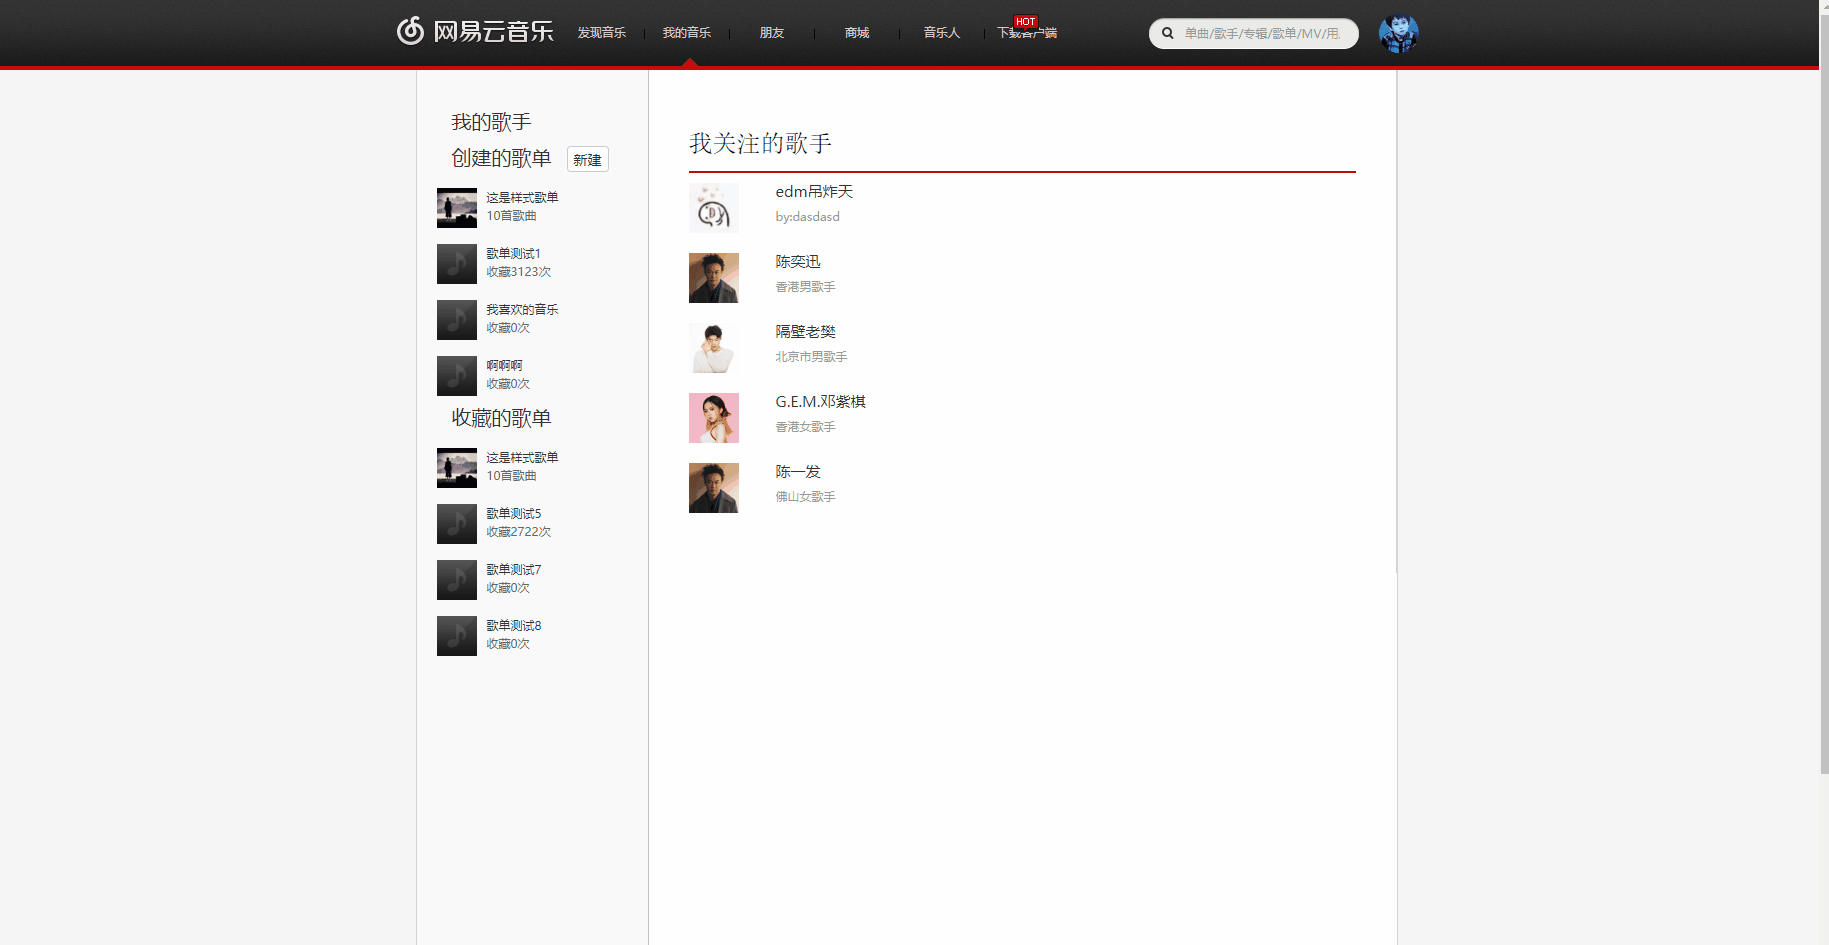 网易云音乐
发现音乐
我的音乐
朋友
商城
音乐人
HOT
下载客户端
单曲/歌手/专辑/歌单/MV/用
我的歌手
创建的歌单 新建
这是样式歌单
10首歌曲
歌单测试1
收藏3123次
我喜欢的音乐
收藏0次
啊啊啊
收藏0次
收藏的歌单
这是样式歌单
10首歌曲
歌单测试5
收藏2722次
歌单测试7
收藏0次
歌单测试8
收藏0次
我关注的歌手
edm吊炸天
by:dasdasd
陈奕迅
香港男歌手
隔壁老樊
北京市男歌手
G.E.M.邓紫棋
香港女歌手
陈一发
佛山女歌手